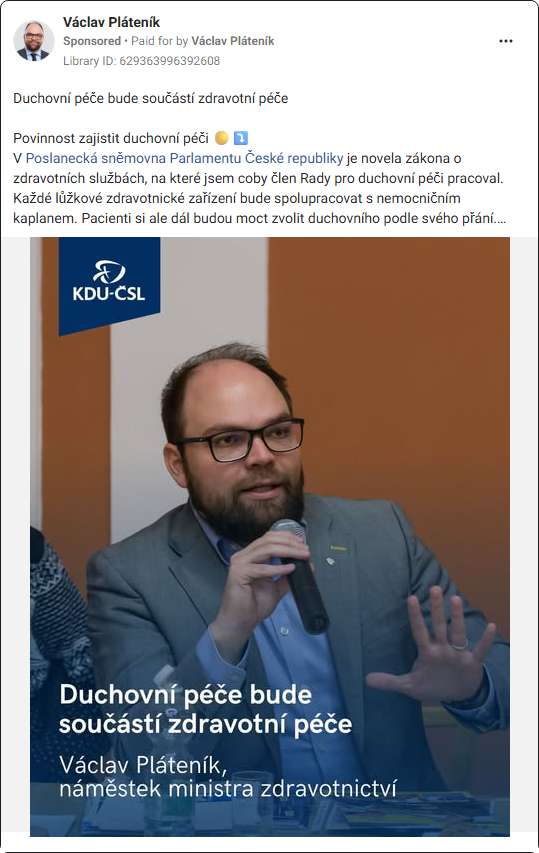 Václav Pláteník
Sponsored • Paid for by Václav Pláteník
Library ID: 629363996392608
Duchovní péče bude součástí zdravotní péče
Povinnost zajistit duchovní péči
V Poslanecká sněmovna Parlamentu České republiky je novela zákona o
zdravotních službách, na které jsem coby člen Rady pro duchovní péči pracoval.
Každé lůžkové zdravotnické zařízení bude spolupracovat s nemocničním
kaplanem. Pacienti si ale dál budou moct zvolit duchovního podle svého přání....
KDU-ČSL
Duchovní péče bude
součástí zdravotní péče
Václav Pláteník,
náměstek ministra zdravotnictví